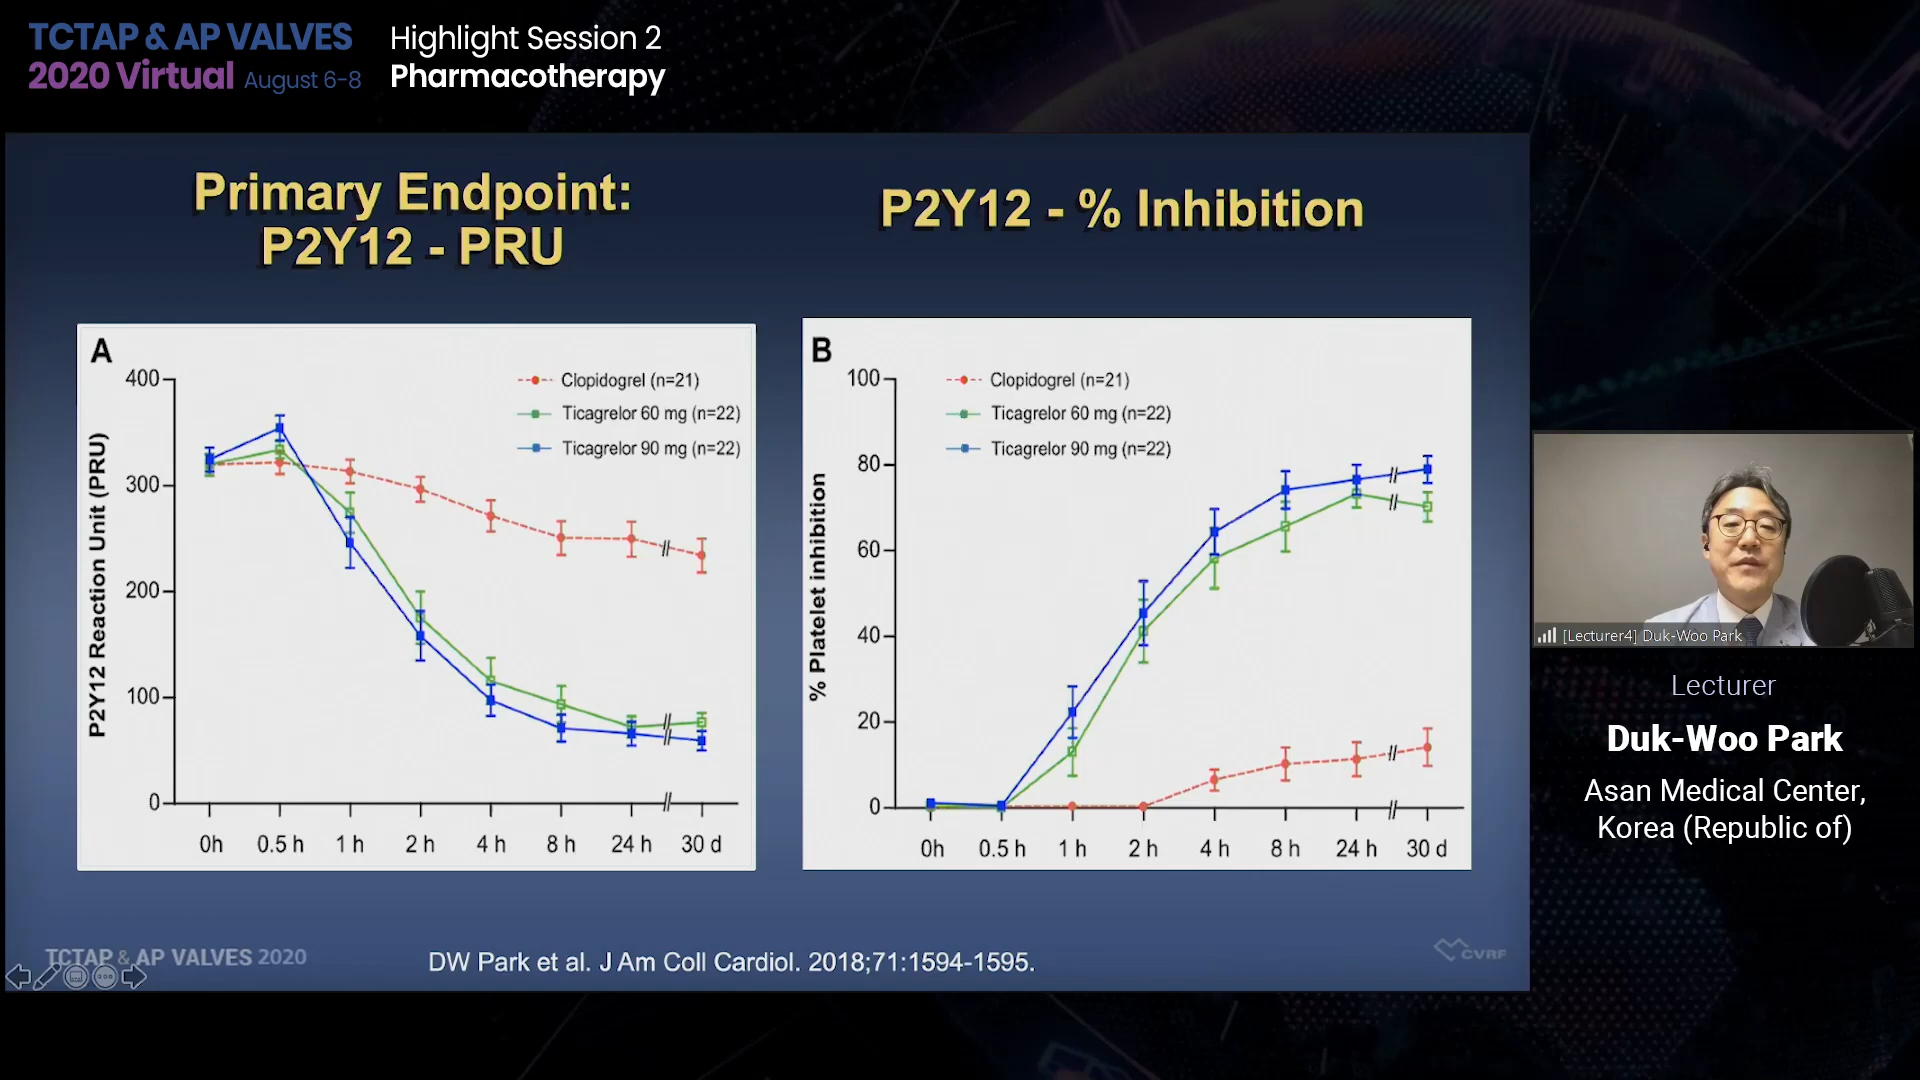 TCTAP & AP VALVES
2020 Virtual August 6-8
Highlight Session 2
Pharmacotherapy
Primary Endpoint:
P2Y12 - PRU
P2Y12 - % Inhibition
A
P2Y12 Reaction Unit (PRU)
400
300
200
100
0
Clopidogrel (n=21)
Ticagrelor 60 mg (n=22)
Ticagrelor 90 mg (n=22)
0h 0.5 h 1 h 2 h 4 h 8 h 24 h 30 d
B
% Platelet inhibition
100
80
60
40
20
0
Clopidogrel (n=21)
Ticagrelor 60 mg (n=22)
Ticagrelor 90 mg (n=22)
0h 0.5 h 1 h 2 h 4 h 8 h 24 h 30 d
TCTAP & AP VALVES 2020
DW Park et al. J Am Coll Cardiol. 2018;71:1594-1595.
CVRF
[Lecturer4] Duk-Woo Park
Lecturer
Duk-Woo Park
Asan Medical Center,
Korea (Republic of)